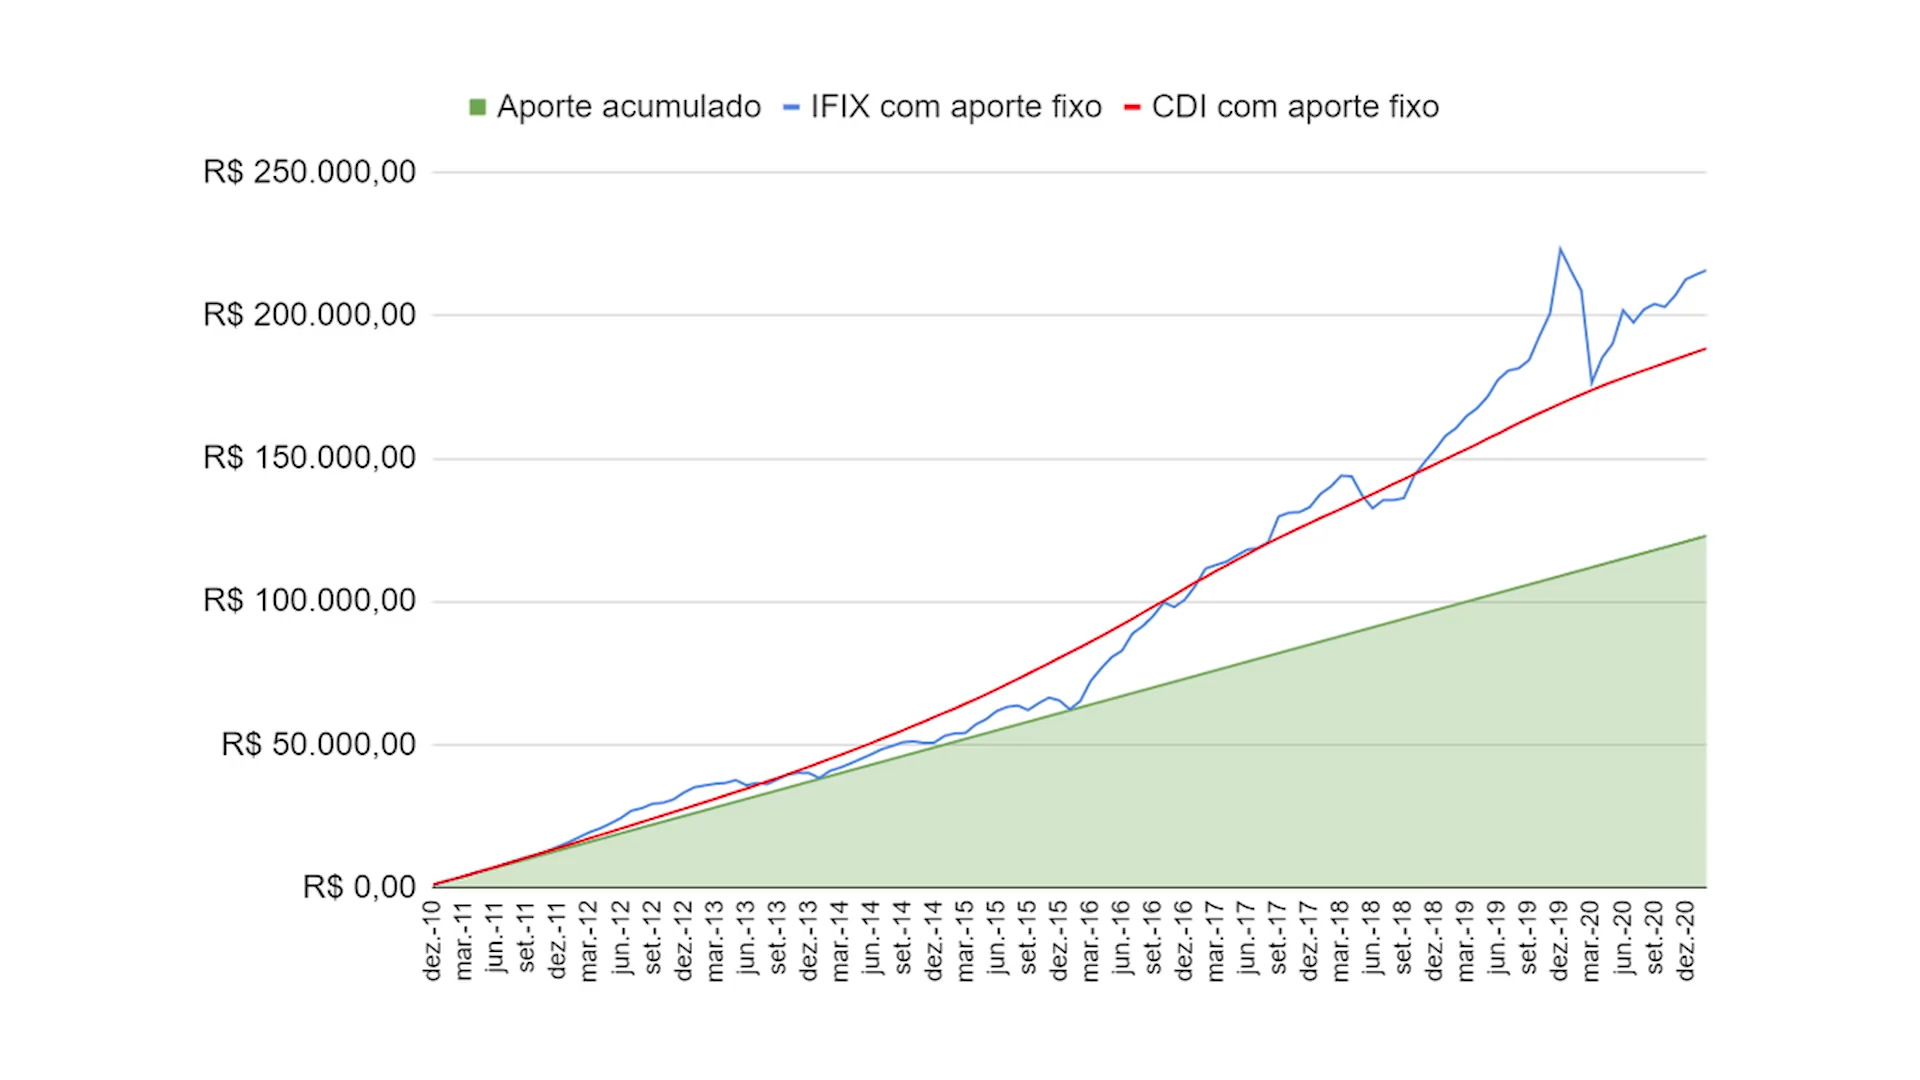 Aporte acumulado IFIX com aporte fixo CDI com aporte fixo
R$ 250.000,00
R$ 200.000,00
R$ 150.000,00
R$ 100.000,00
R$ 50.000,00
R$ 0,00
dez.-10
mar.-11
jun.-11
set.-11
dez.-11
mar.-12
jun.-12
set.-12
dez.-12
mar.-13
jun.-13
set.-13
dez.-13
mar.-14
jun.-14
set.-14
dez.-14
mar.-15
jun.-15
set.-15
dez.-15
mar.-16
jun.-16
set.-16
dez.-16
mar.-17
jun.-17
set.-17
dez.-17
mar.-18
jun.-18
set.-18
dez.-18
mar.-19
jun.-19
set.-19
dez.-19
mar.-20
jun.-20
set.-20
dez.-20